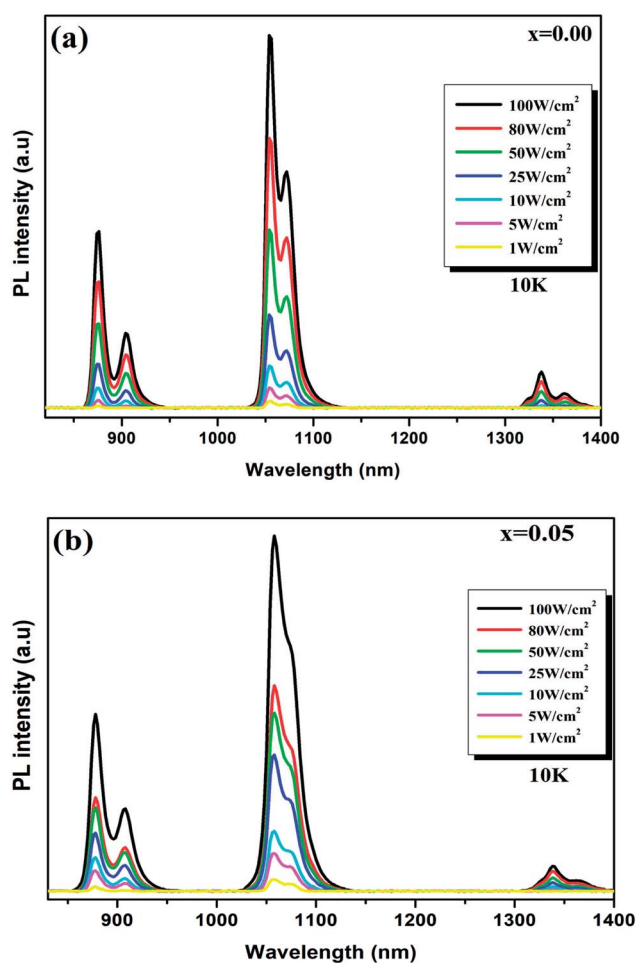 (a)
x=0.00
100W/cm²
80W/cm²
50W/cm²
25W/cm²
10W/cm²
5W/cm²
1W/cm²
10K
PL intensity (a.u)
900 1000 1100 1200 1300 1400
Wavelength (nm)
(b)
x=0.05
100W/cm²
80W/cm²
50W/cm²
25W/cm²
10W/cm²
5W/cm²
1W/cm²
10K
PL intensity (a.u)
900 1000 1100 1200 1300 1400
Wavelength (nm)